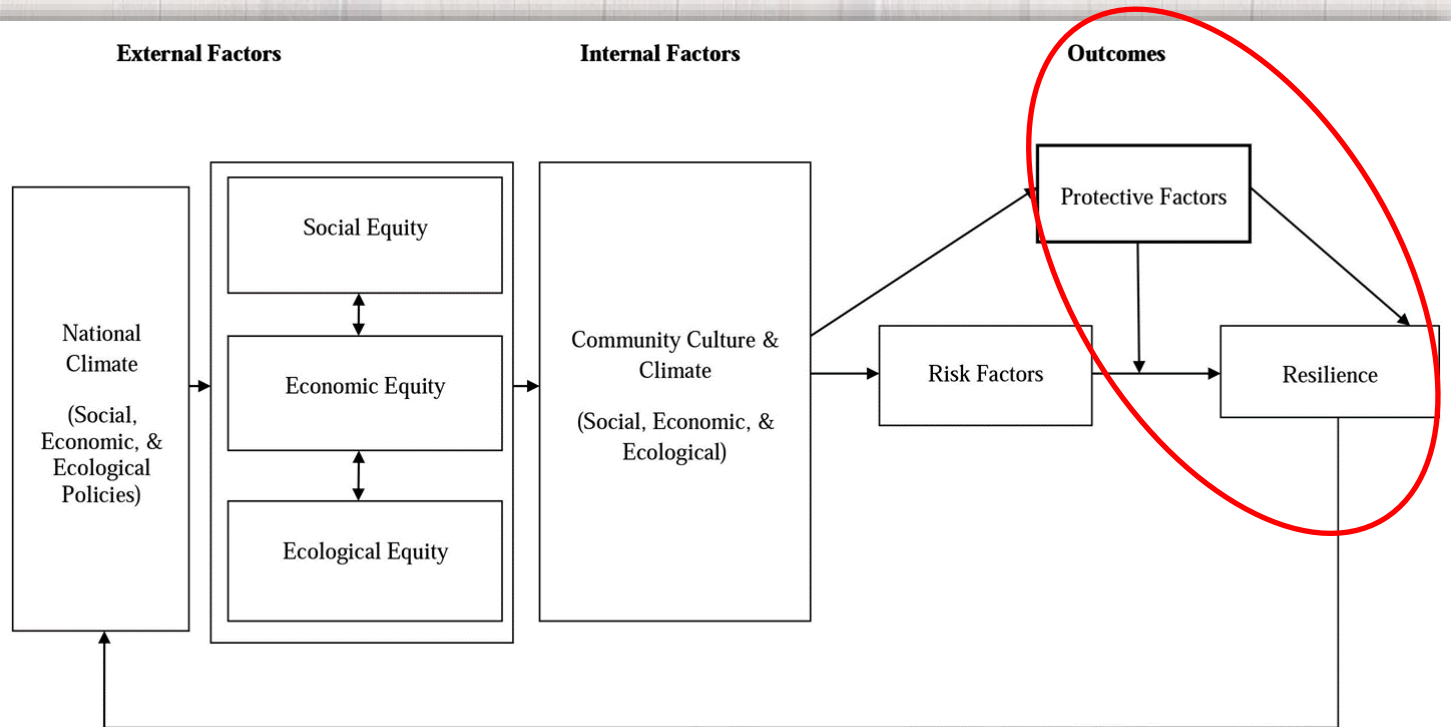 External Factors
Internal Factors
Outcomes
National
Climate
(Social,
Economic, &
Ecological
Policies)
Social Equity
Economic Equity
Ecological Equity
Community Culture &
Climate
(Social, Economic, &
Ecological)
Protective Factors
Risk Factors
Resilience